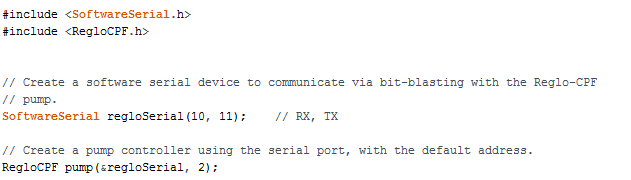 #include <SoftwareSerial.h>
#include <RegloCPF.h>
// Create a software serial device to communicate via bit-blasting with the Reglo-CPF
// pump.
SoftwareSerial regloSerial(10, 11);    // RX, TX
// Create a pump controller using the serial port, with the default address.
RegloCPF pump(&regloSerial, 2);